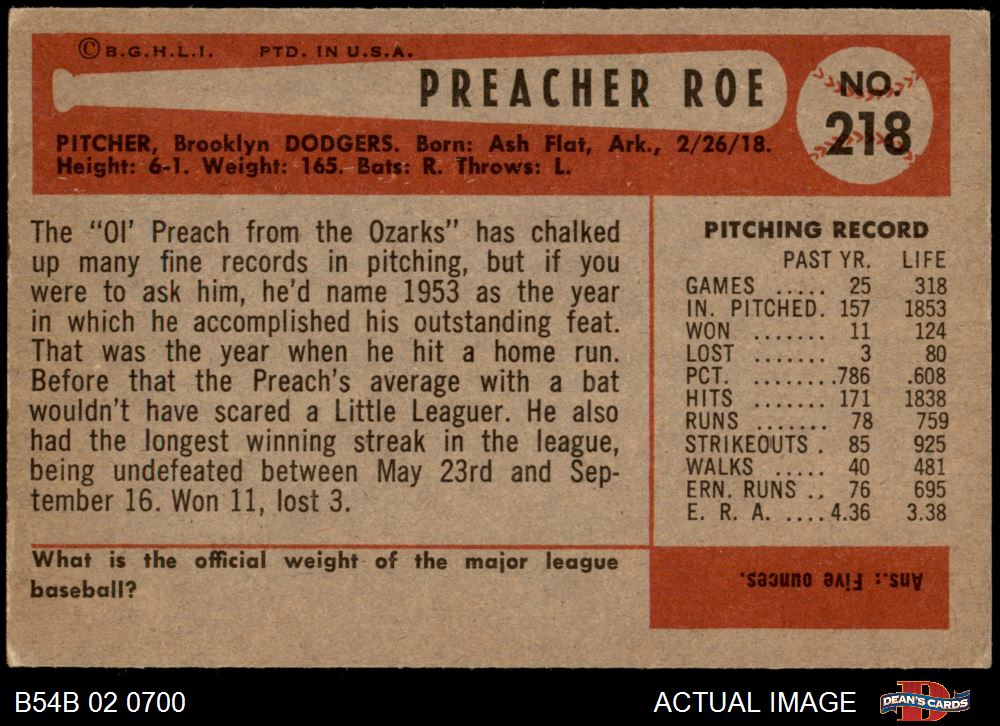 ©B.G.H.L.I. PTD. IN U.S.A.
PREACHER ROE
NO.
218
PITCHER, Brooklyn DODGERS. Born: Ash Flat, Ark., 2/26/18.
Height: 6-1. Weight: 165. Bats: R. Throws: L.
The "Ol' Preach from the Ozarks" has chalked
up many fine records in pitching, but if you
were to ask him, he'd name 1953 as the year
in which he accomplished his outstanding feat.
That was the year when he hit a home run.
Before that the Preach's average with a bat
wouldn't have scared a Little Leaguer. He also
had the longest winning streak in the league,
being undefeated between May 23rd and Sep-
tember 16. Won 11, lost 3.
PITCHING RECORD
PAST YR. LIFE
GAMES ..... 25 318
IN. PITCHED. 157 1853
WON ....... 11 124
LOST ....... 3 80
PCT. ........786 .608
HITS ....... 171 1838
RUNS ....... 78 759
STRIKEOUTS . 85 925
WALKS ..... 40 481
ERN. RUNS .. 76 695
E. R. A. ....4.36 3.38
What is the official weight of the major league
baseball?
Ans.: Five ounces.
B54B 02 0700
ACTUAL IMAGE
DEAN'S CARDS